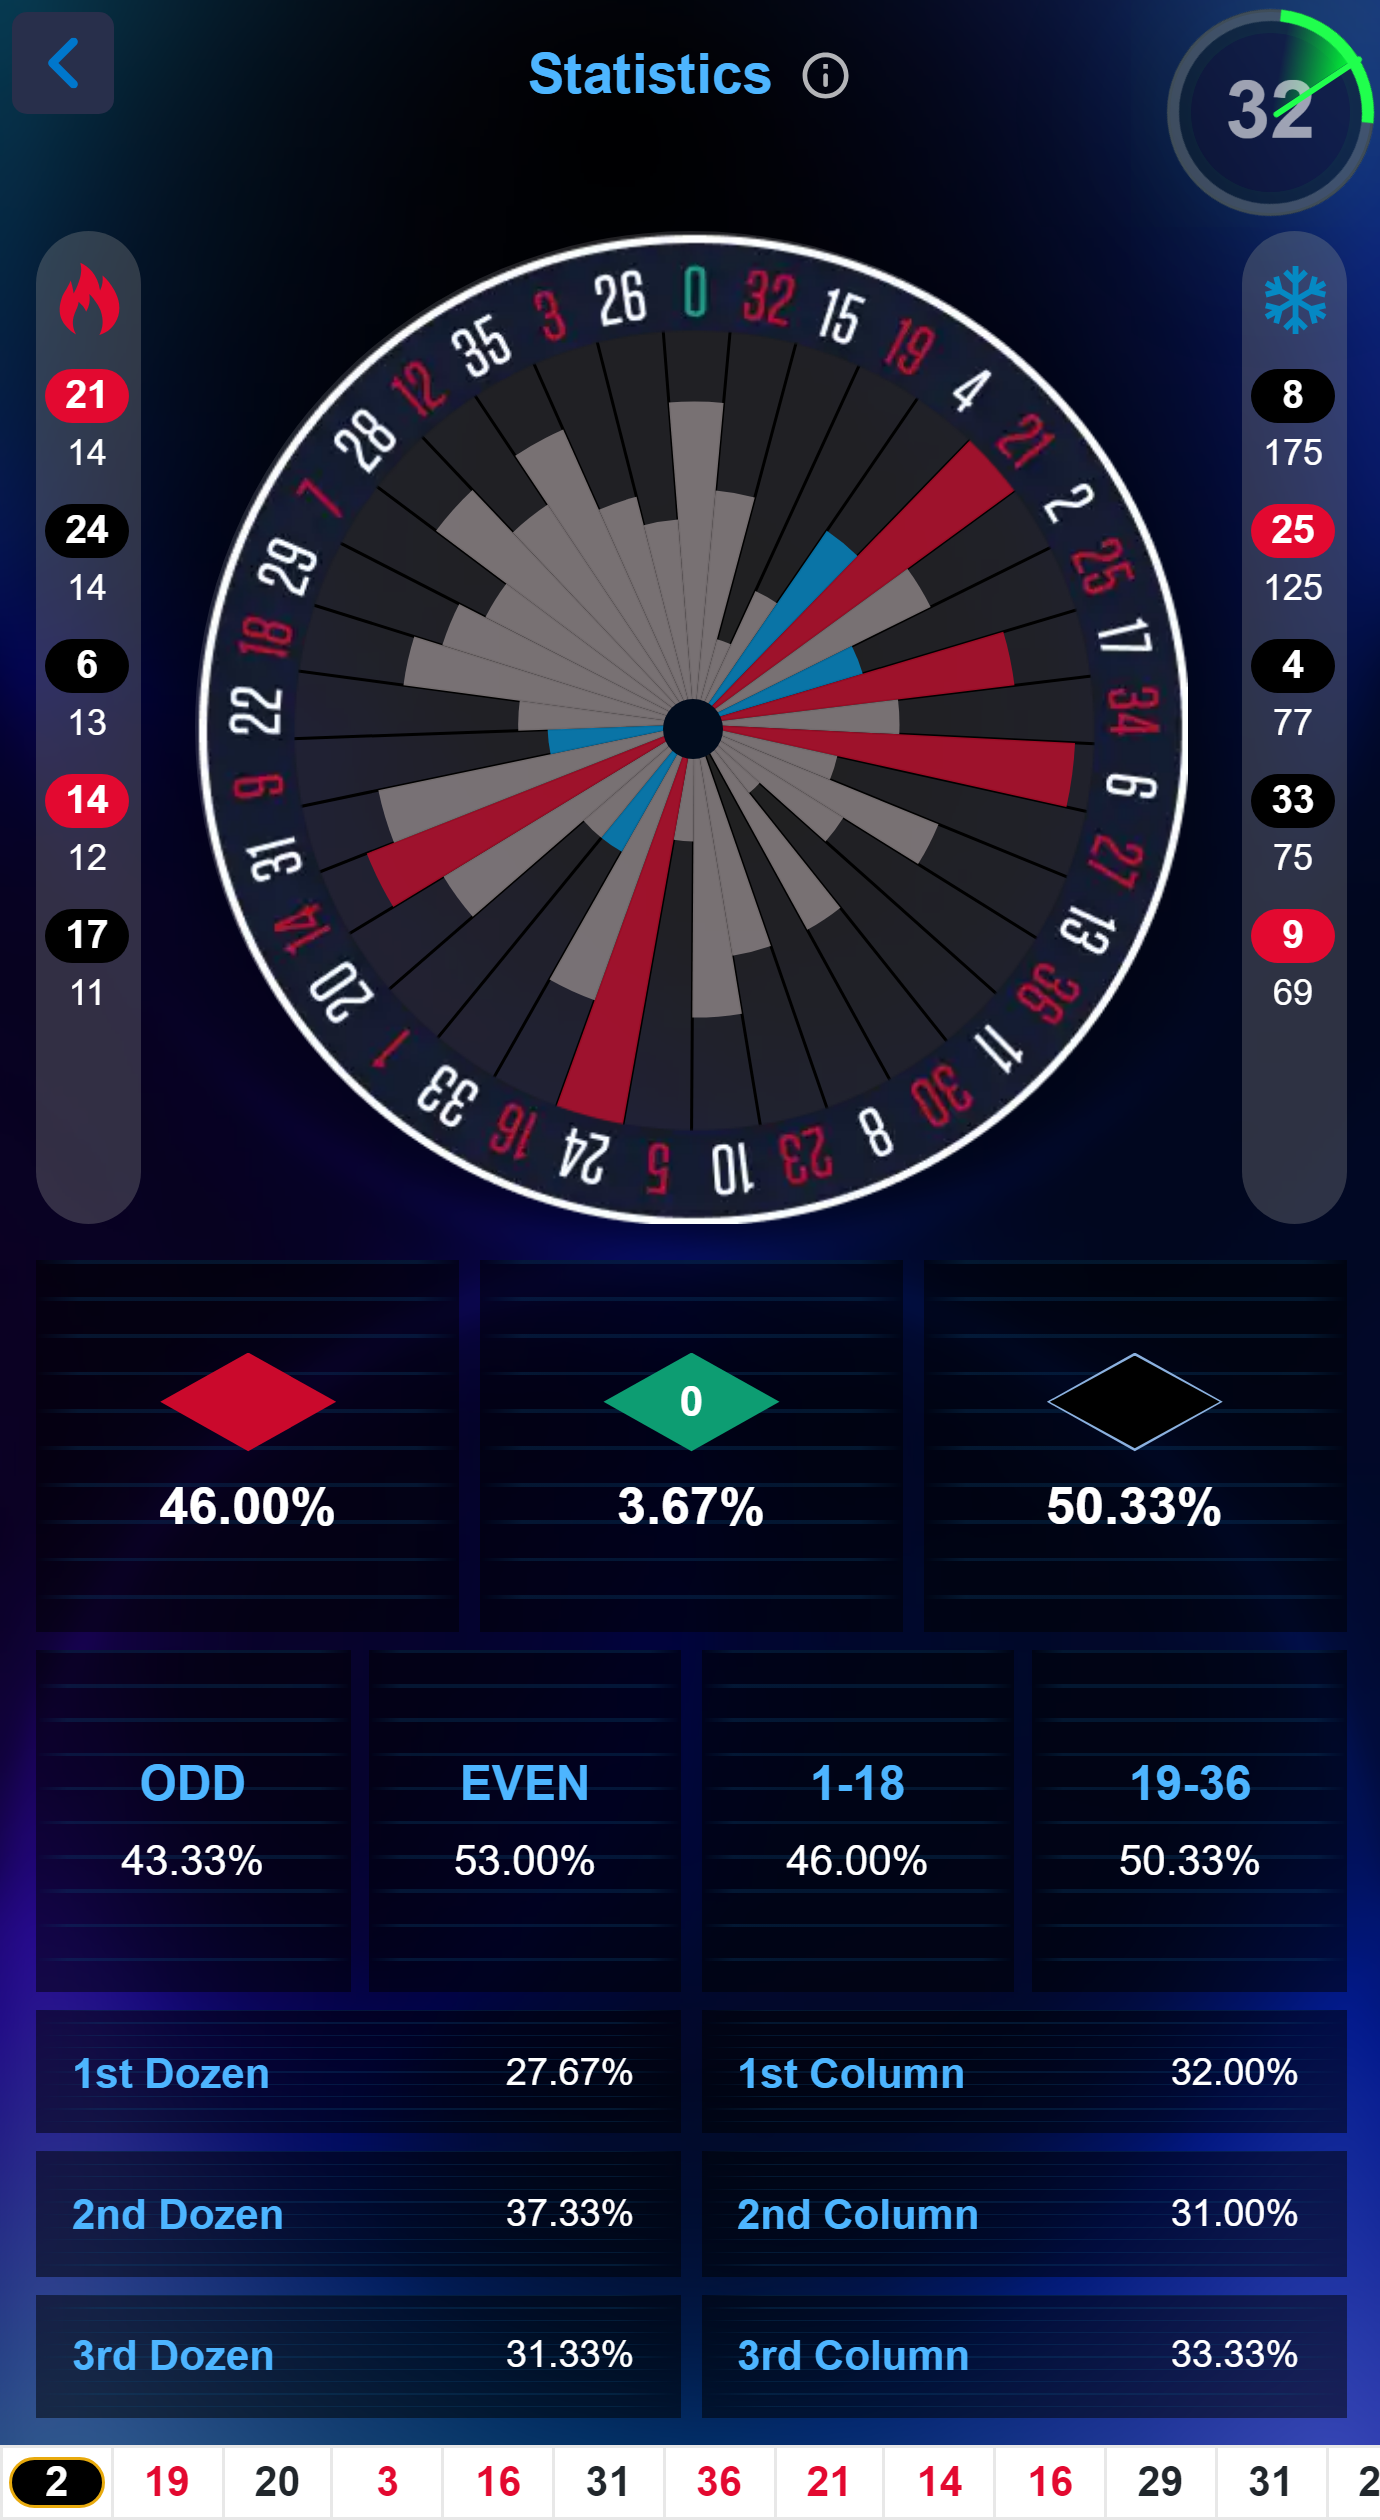 Statistics
32
0 32 15 19 4 21 2 25 17 34 6 27 13 36 11 30 8 23 10 5 24 16 33 1 20 14 31 9 22 18 29 7 28 12 35 3 26
21
14
24
14
6
13
14
12
17
11
8
175
25
125
4
77
33
75
9
69
0
46.00% 3.67% 50.33%
ODD EVEN 1-18 19-36
43.33% 53.00% 46.00% 50.33%
1st Dozen 27.67% 1st Column 32.00%
2nd Dozen 37.33% 2nd Column 31.00%
3rd Dozen 31.33% 3rd Column 33.33%
2 19 20 3 16 31 36 21 14 16 29 31